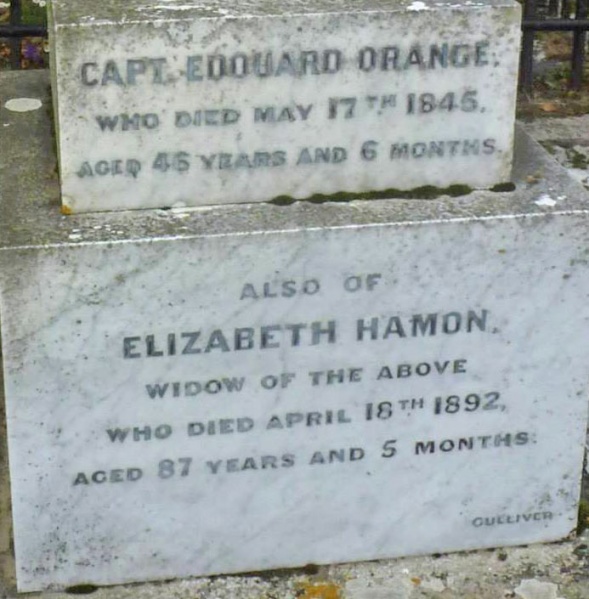 CAPT. EDOUARD ORANGE.
WHO DIED MAY 17TH 1845.
AGED 46 YEARS AND 6 MONTHS.
ALSO OF
ELIZABETH HAMON,
WIDOW OF THE ABOVE
WHO DIED APRIL 18TH 1892,
AGED 87 YEARS AND 5 MONTHS.
GULLIVER